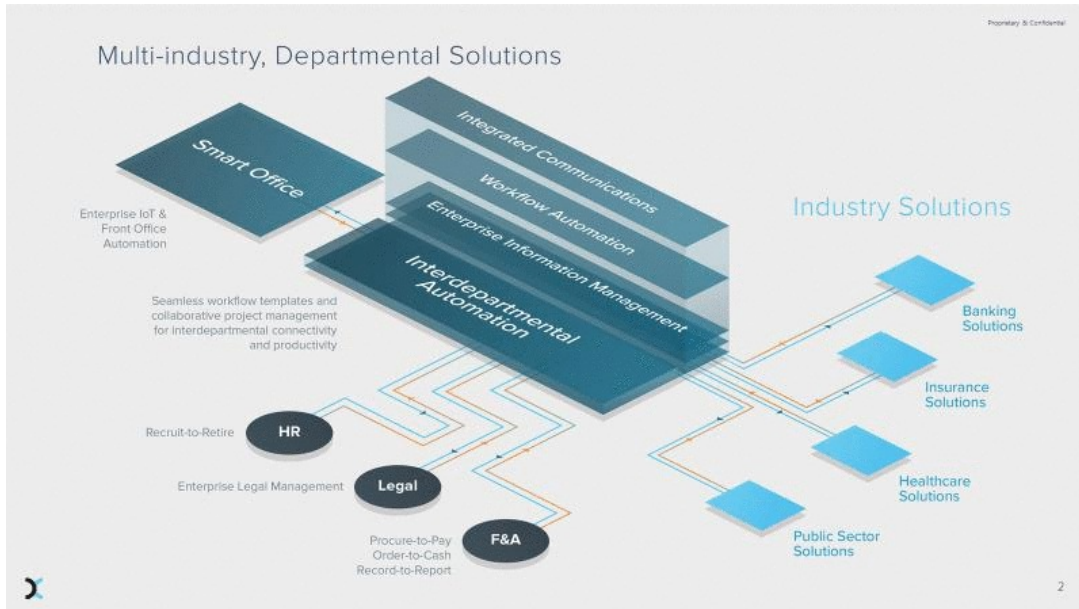 Proprietary & Confidential
Multi-industry, Departmental Solutions
Integrated Communications
Workflow Automation
Enterprise Information Management
Interdepartmental
Automation
Smart Office
Enterprise IoT &
Front Office
Automation
Seamless workflow templates and
collaborative project management
for interdepartmental connectivity
and productivity
HR
Recruit-to-Retire
Legal
Enterprise Legal Management
F&A
Procure-to-Pay
Order-to-Cash
Record-to-Report
Industry Solutions
Banking
Solutions
Insurance
Solutions
Healthcare
Solutions
Public Sector
Solutions
2